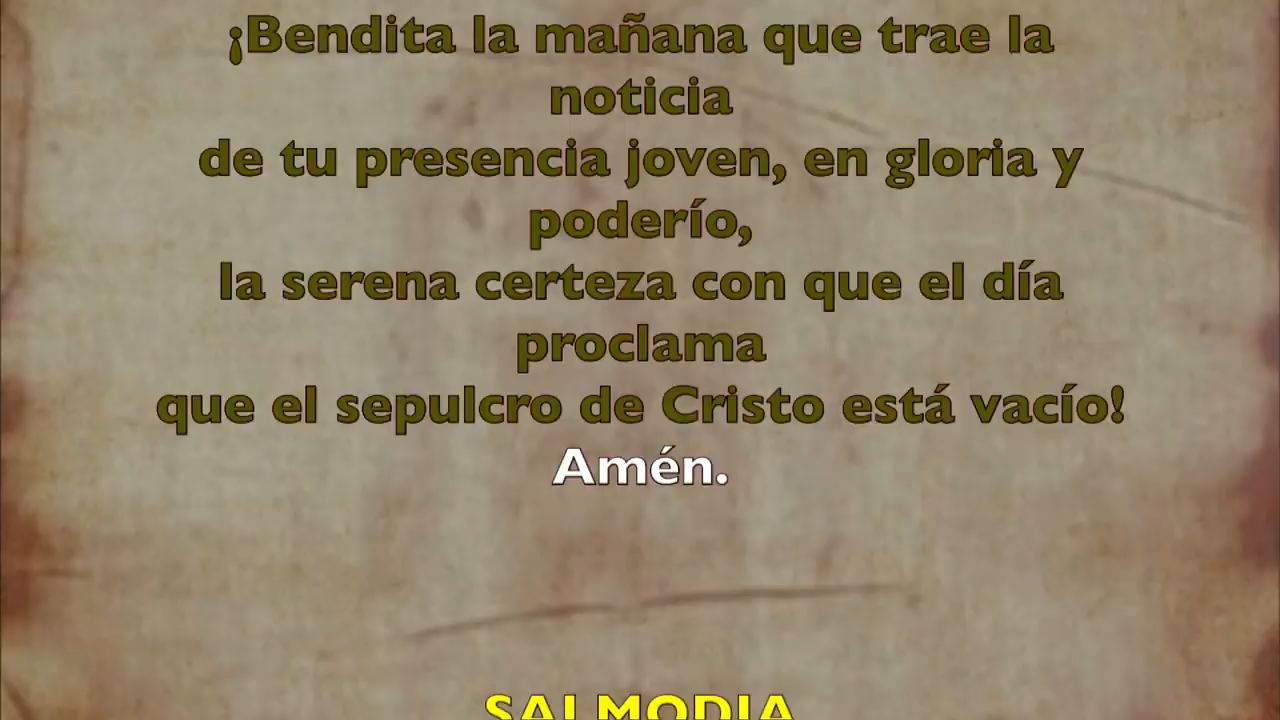 ¡Bendita la mañana que trae la
noticia
de tu presencia joven, en gloria y
poderío,
la serena certeza con que el día
proclama
que el sepulcro de Cristo está vacío!
Amén.
SALMODIA